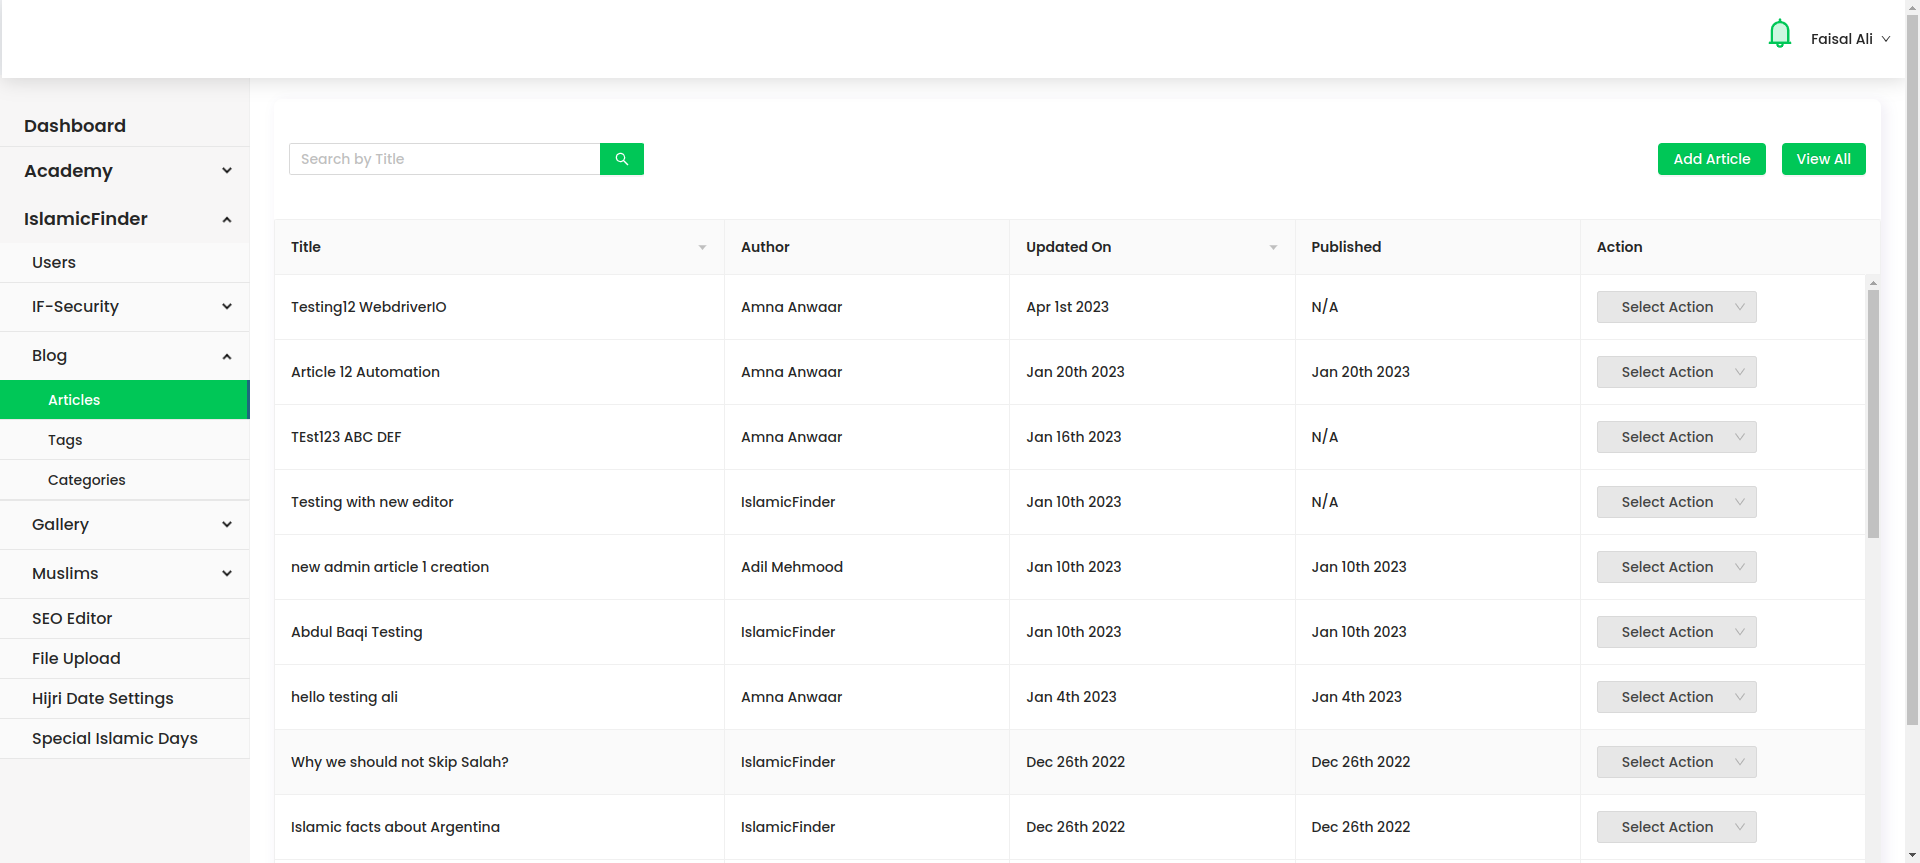 Faisal Ali
Dashboard
Academy
IslamicFinder
Users
IF-Security
Blog
Articles
Tags
Categories
Gallery
Muslims
SEO Editor
File Upload
Hijri Date Settings
Special Islamic Days
Search by Title
Add Article
View All
Title Author Updated On Published Action
Testing12 WebdriverIO Amna Anwaar Apr 1st 2023 N/A Select Action
Article 12 Automation Amna Anwaar Jan 20th 2023 Jan 20th 2023 Select Action
TEst123 ABC DEF Amna Anwaar Jan 16th 2023 N/A Select Action
Testing with new editor IslamicFinder Jan 10th 2023 N/A Select Action
new admin article 1 creation Adil Mehmood Jan 10th 2023 Jan 10th 2023 Select Action
Abdul Baqi Testing IslamicFinder Jan 10th 2023 Jan 10th 2023 Select Action
hello testing ali Amna Anwaar Jan 4th 2023 Jan 4th 2023 Select Action
Why we should not Skip Salah? IslamicFinder Dec 26th 2022 Dec 26th 2022 Select Action
Islamic facts about Argentina IslamicFinder Dec 26th 2022 Dec 26th 2022 Select Action